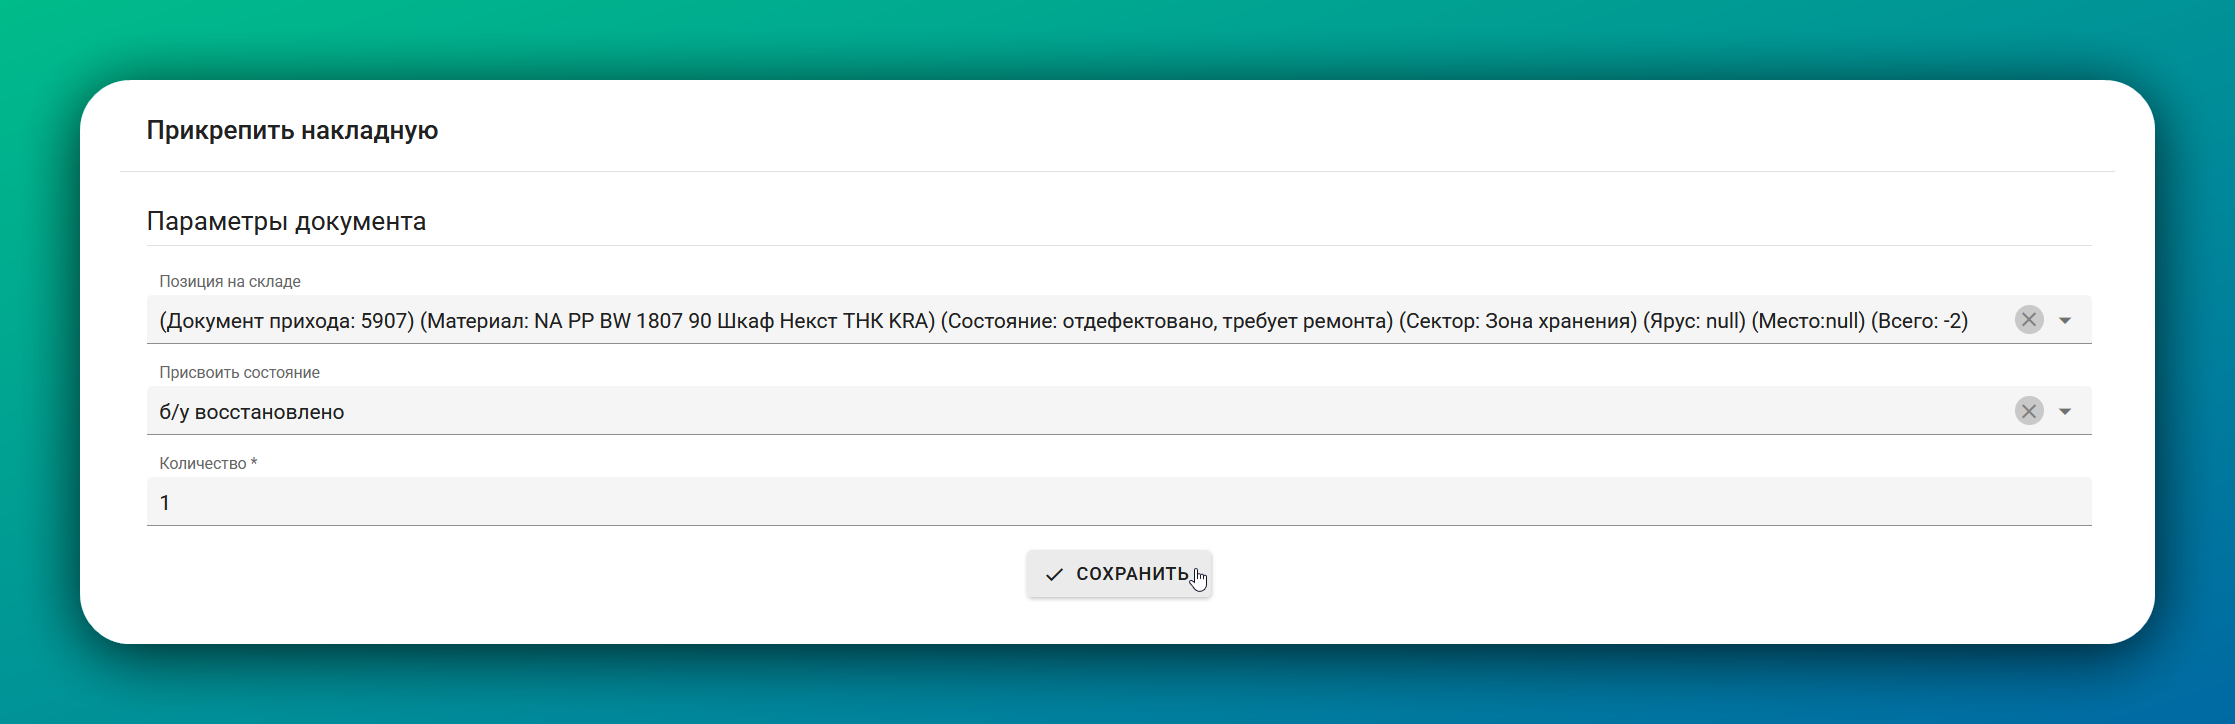 Прикрепить накладную
Параметры документа
Позиция на складе
(Документ прихода: 5907) (Материал: NA PP BW 1807 90 Шкаф Некст ТНК KRA) (Состояние: отдефектовано, требует ремонта) (Сектор: Зона хранения) (Ярус: null) (Место:null) (Всего: -2)
Присвоить состояние
б/у восстановлено
Количество *
1
СОХРАНИТЬ